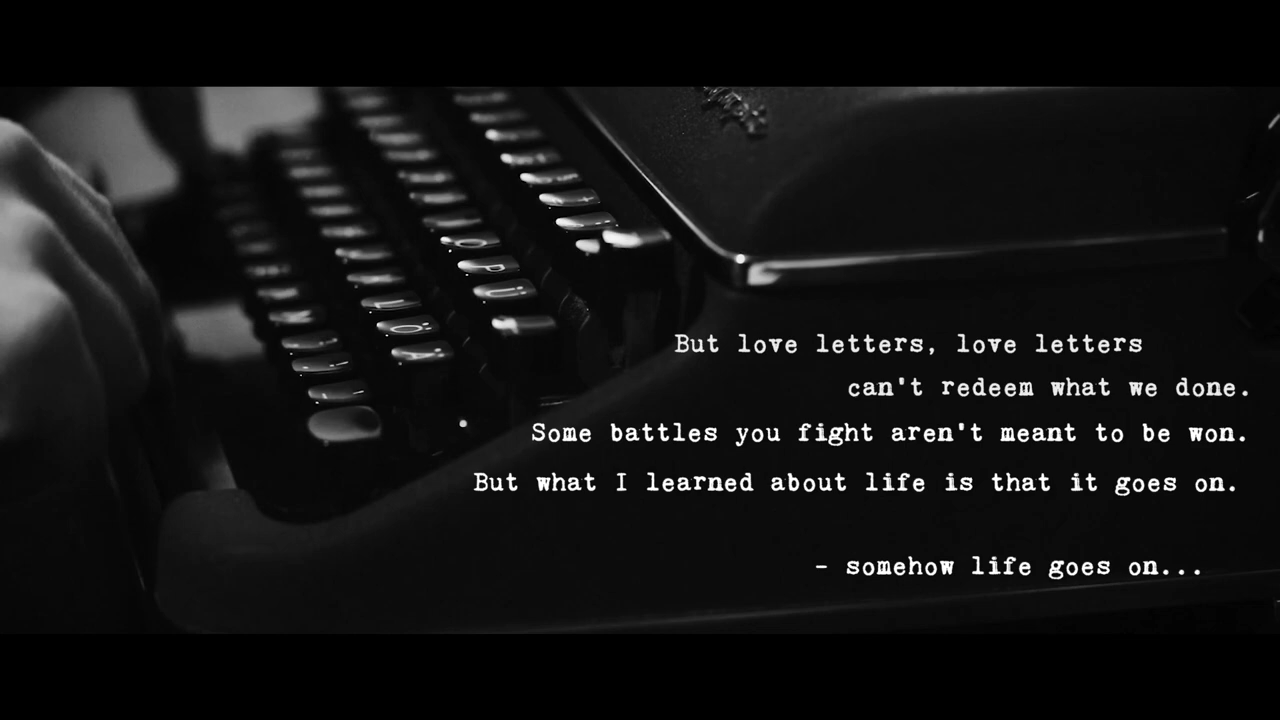 But love letters, love letters
can't redeem what we done.
Some battles you fight aren't meant to be won.
But what I learned about life is that it goes on.
- somehow life goes on...
O
P
Ü
L
Ö
Ä